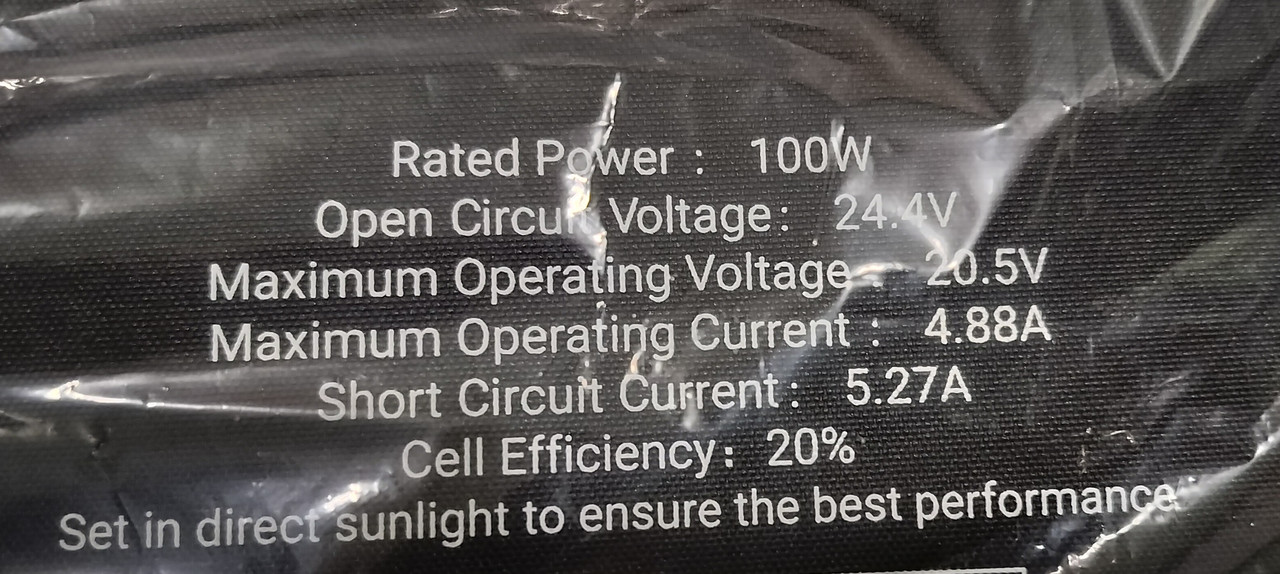 Rated Power : 100W
Open Circuit Voltage: 24.4V
Maximum Operating Voltage : 20.5V
Maximum Operating Current : 4.88A
Short Circuit Current: 5.27A
Cell Efficiency: 20%
Set in direct sunlight to ensure the best performance